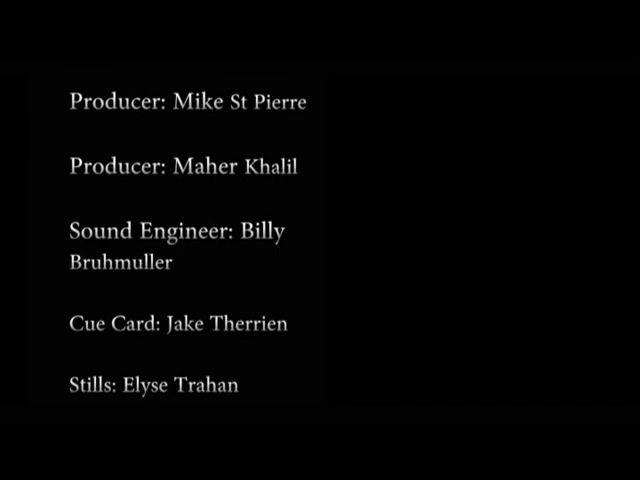 Producer: Mike St Pierre
Producer: Maher Khalil
Sound Engineer: Billy
Bruhmuller
Cue Card: Jake Therrien
Stills: Elyse Trahan